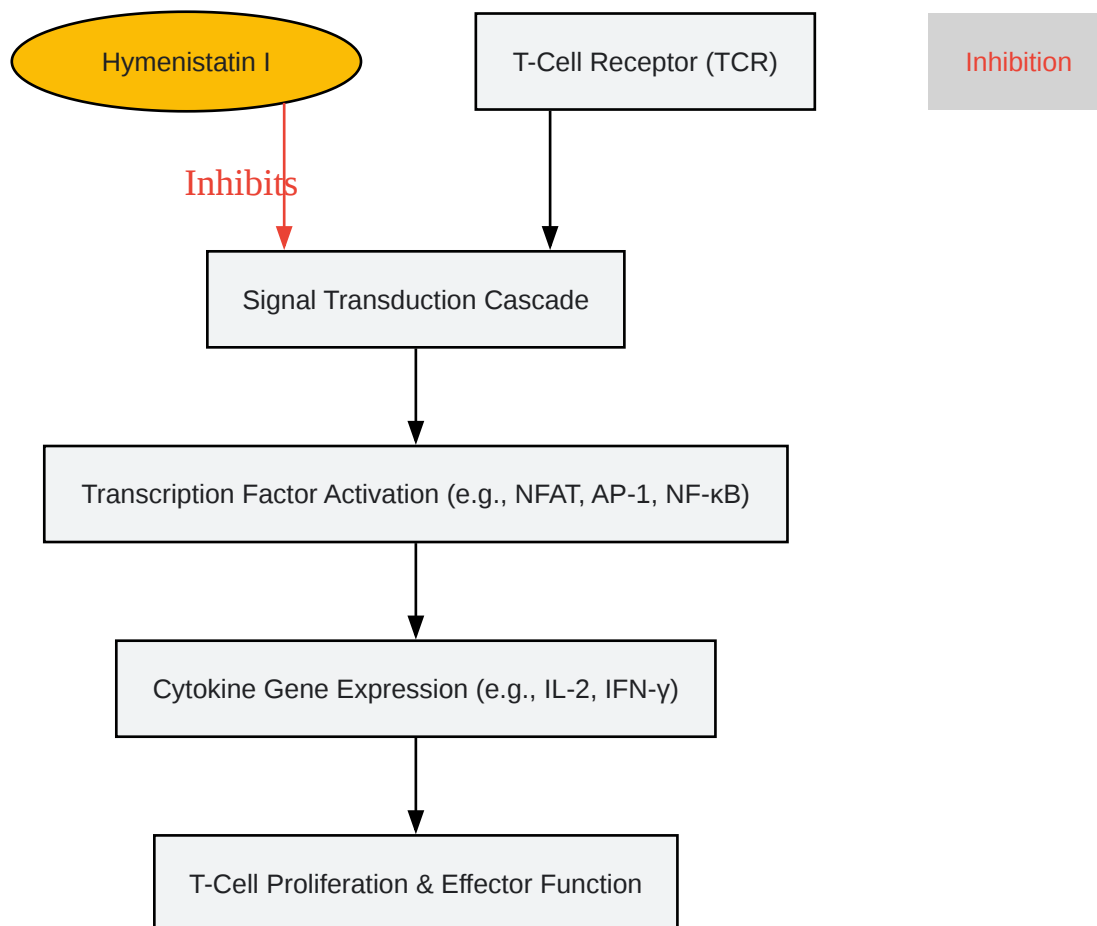 Hymenistatin I
T-Cell Receptor (TCR)
Inhibition
Inhibits
Signal Transduction Cascade
Transcription Factor Activation (e.g., NFAT, AP-1, NF-κB)
Cytokine Gene Expression (e.g., IL-2, IFN-γ)
T-Cell Proliferation & Effector Function